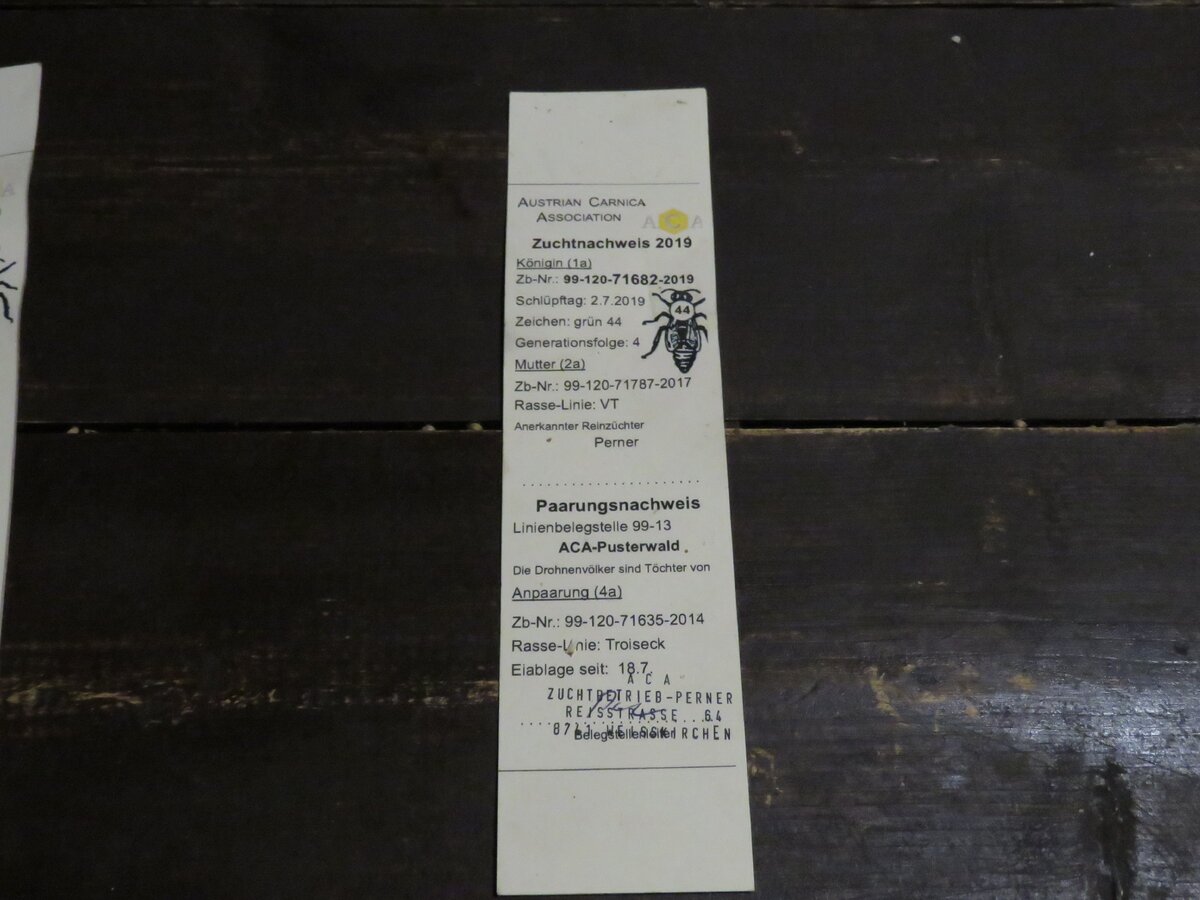 AUSTRIAN CARNICA
ASSOCIATION
A C A
Zuchtnachweis 2019
Königin (1a)
Zb-Nr.: 99-120-71682-2019
Schlüpftag: 2.7.2019
44
Zeichen: grün 44
Generationsfolge: 4
Mutter (2a)
Zb-Nr.: 99-120-71787-2017
Rasse-Linie: VT
Anerkannter Reinzüchter
Perner
Paarungsnachweis
Linienbelegstelle 99-13
ACA-Pusterwald
Die Drohnenvölker sind Töchter von
Anpaarung (4a)
Zb-Nr.: 99-120-71635-2014
Rasse-Linie: Troiseck
Eiablage seit: 18.7.
A C A
ZUCHTBETRIEB-PERNER
REISSTRASSE 64
8741 WEISSKIRCHEN
Belegstellenleiter
A